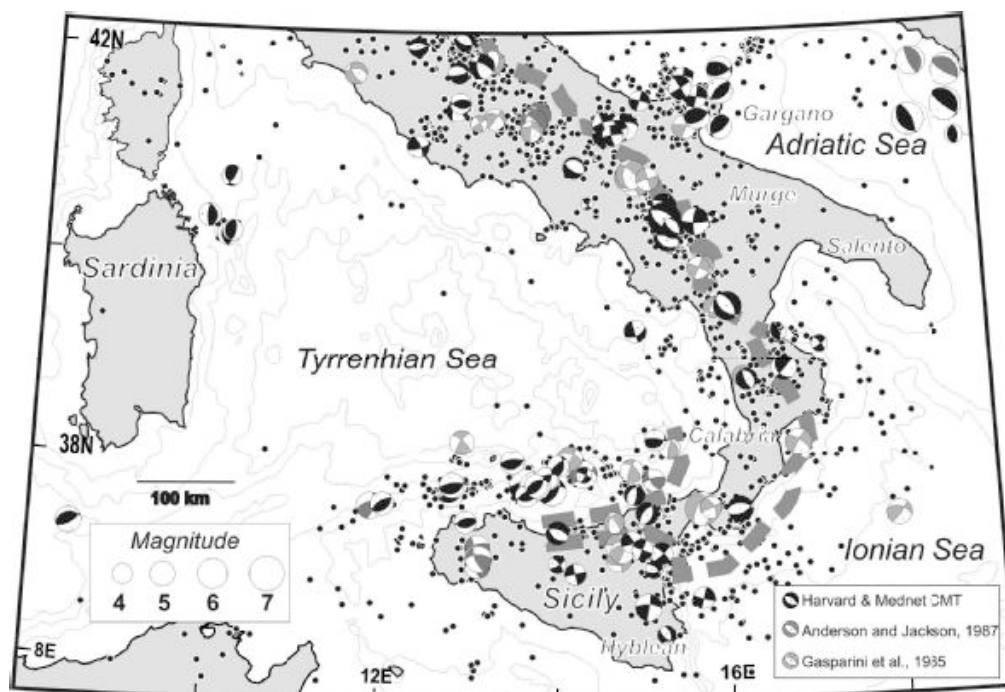 42N
Gargano
Adriatic Sea
Murge
Salento
Sardinia
Tyrrenhian Sea
38N
Calabria
100 km
Magnitude
4 5 6 7
Ionian Sea
Sicily
Hyblean
Harvard & Mednet CMT
Anderson and Jackson, 1987
Gasparini et al., 1985
8E
12E
16E